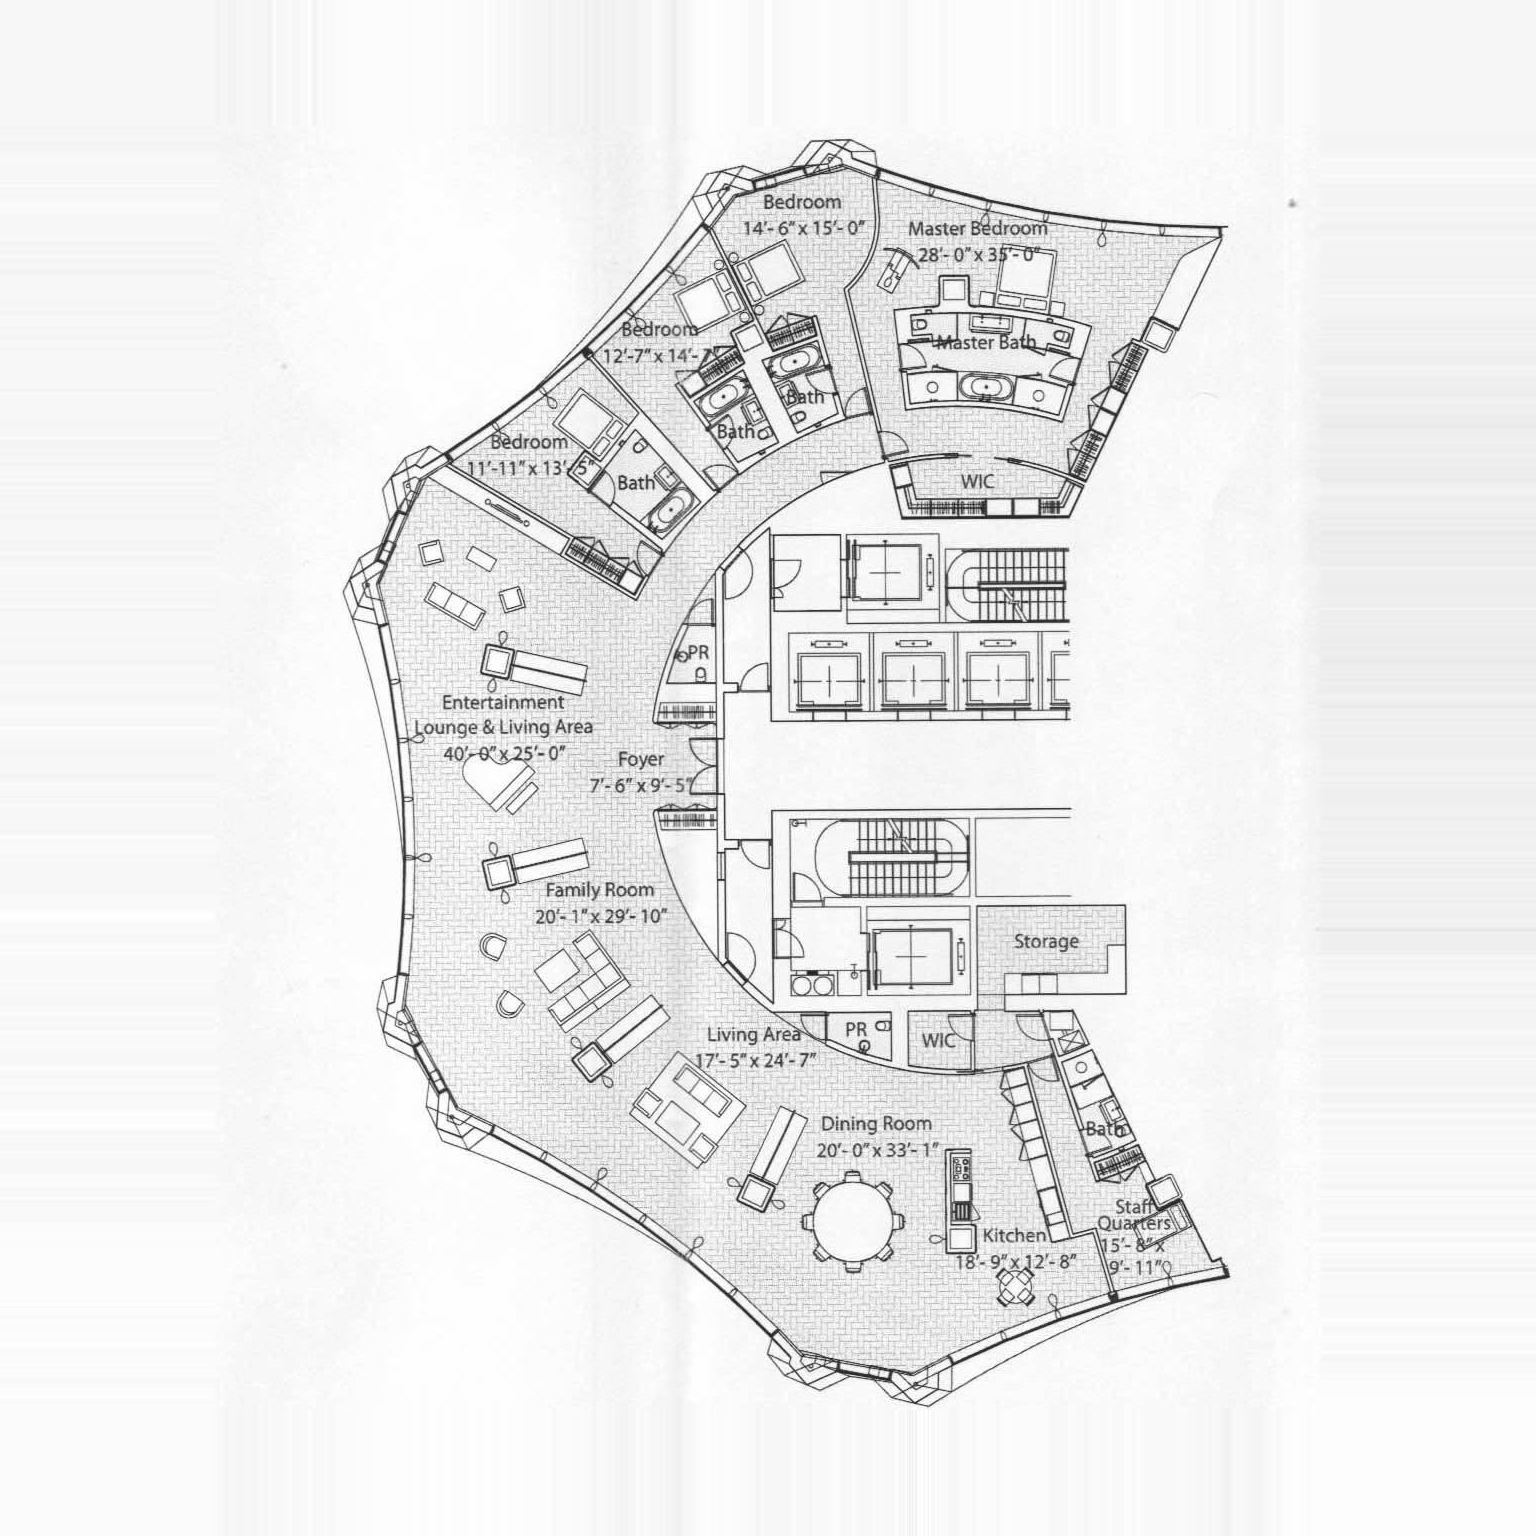 Bedroom
14'- 6" x 15'- 0"
Master Bedroom
28'- 0" x 35'- 0"
Bedroom
12'-7" x 14'- 7"
Master Bath
Bath
Bath
Bedroom
11'-11" x 13'- 5"
Bath
WIC
PR
Entertainment
Lounge & Living Area
40'- 0" x 25'- 0"
Foyer
7'- 6" x 9'- 5"
Family Room
20'- 1" x 29'- 10"
Storage
Living Area
17'- 5" x 24'- 7"
PR
WIC
Dining Room
20'- 0" x 33'- 1"
Bath
Staff
Quarters
15'- 8" x
9'- 11"
Kitchen
18'- 9" x 12'- 8"